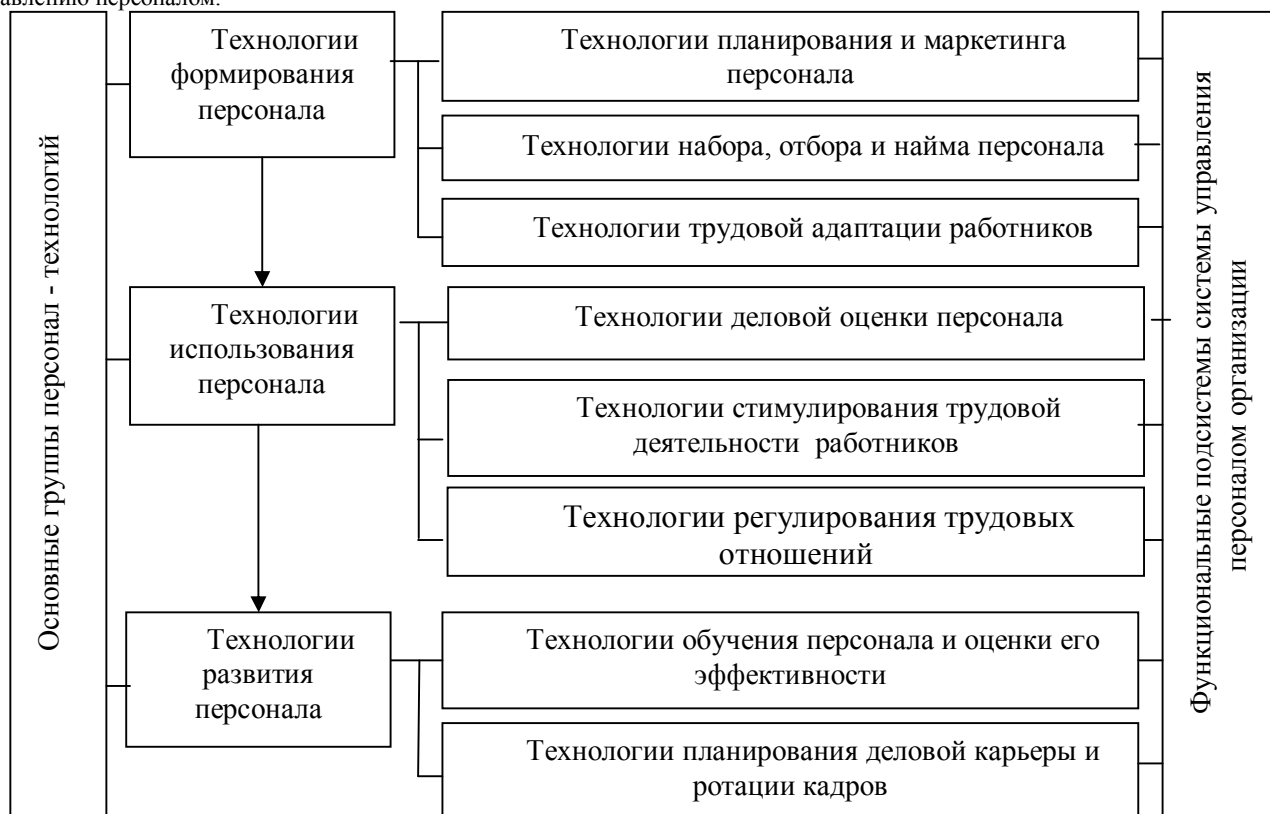 авлению персоналом.
Основные группы персонал - технологий
Технологии
формирования
персонала
Технологии планирования и маркетинга
персонала
Технологии набора, отбора и найма персонала
Технологии трудовой адаптации работников
Технологии
использования
персонала
Технологии деловой оценки персонала
Технологии стимулирования трудовой
деятельности работников
Технологии регулирования трудовых
отношений
Технологии
развития
персонала
Технологии обучения персонала и оценки его
эффективности
Технологии планирования деловой карьеры и
ротации кадров
Функциональные подсистемы системы управления
персоналом организации